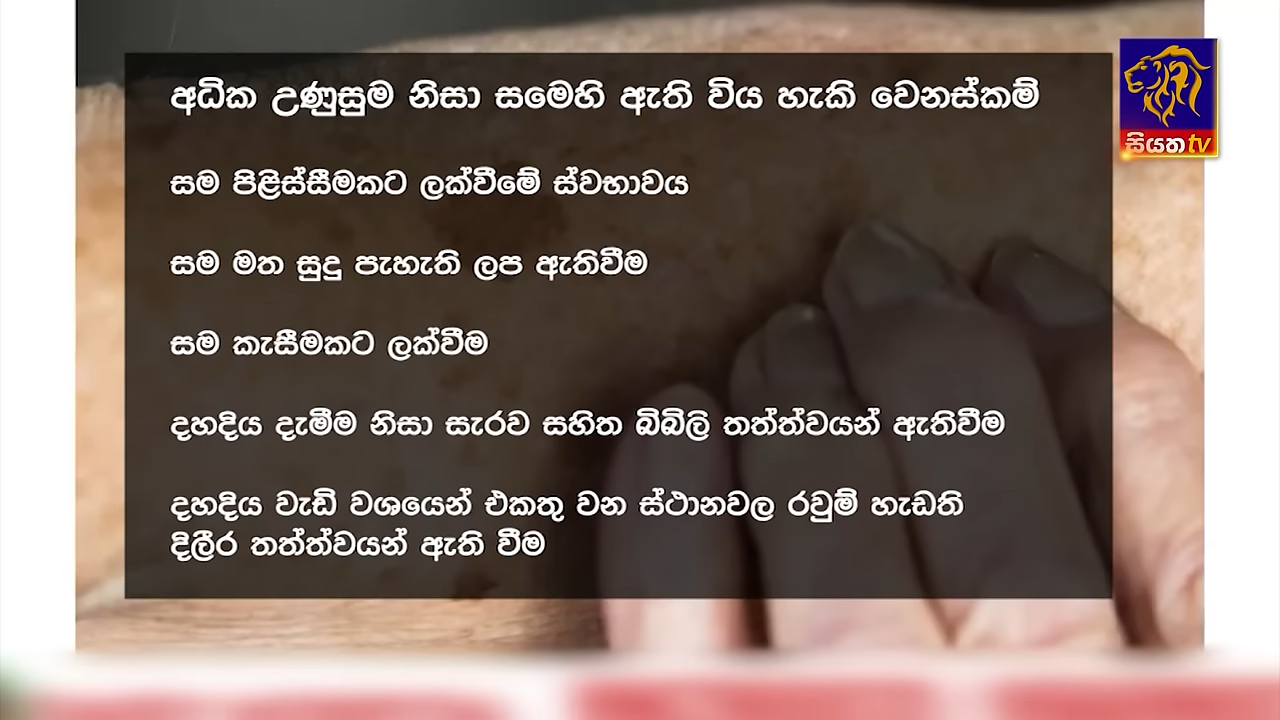 අධික උණුසුම නිසා සමෙහි ඇති විය හැකි වෙනස්කම්
සම පිළිස්සීමකට ලක්වීමේ ස්වභාවය
සම මත සුදු පැහැති ලප ඇතිවීම
සම කැසීමකට ලක්වීම
දහදිය දැමීම නිසා සැරව සහිත බිබිලි තත්ත්වයන් ඇතිවීම
දහදිය වැඩි වශයෙන් එකතු වන ස්ථානවල රවුම් හැඩති
දිලීර තත්ත්වයන් ඇති වීම
සියත tv